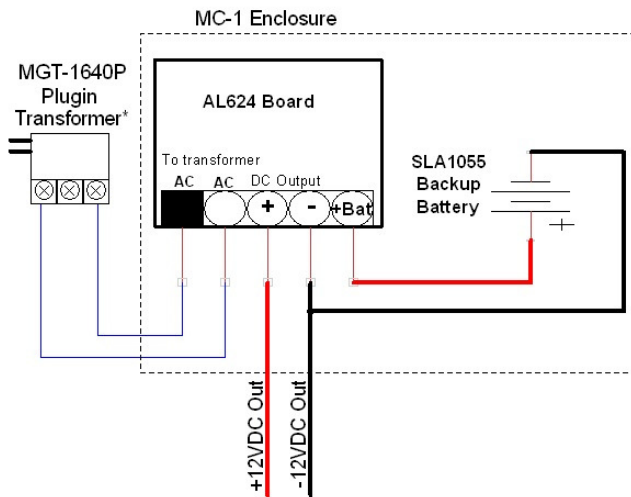 MC-1 Enclosure
MGT-1640P
Plugin
Transformer*
AL624 Board
To transformer
AC AC DC Output
+ - +Bat
SLA1055
Backup
Battery
+
+12VDC Out
-12VDC Out